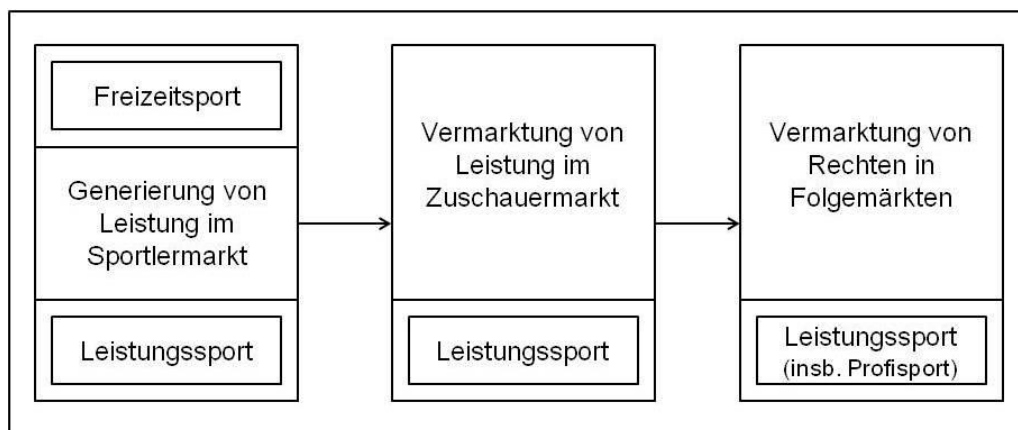 Freizeitsport
Generierung von
Leistung im
Sportlermarkt
Leistungssport
Vermarktung von
Leistung im
Zuschauermarkt
Leistungssport
Vermarktung von
Rechten in
Folgemärkten
Leistungssport
(insb. Profisport)